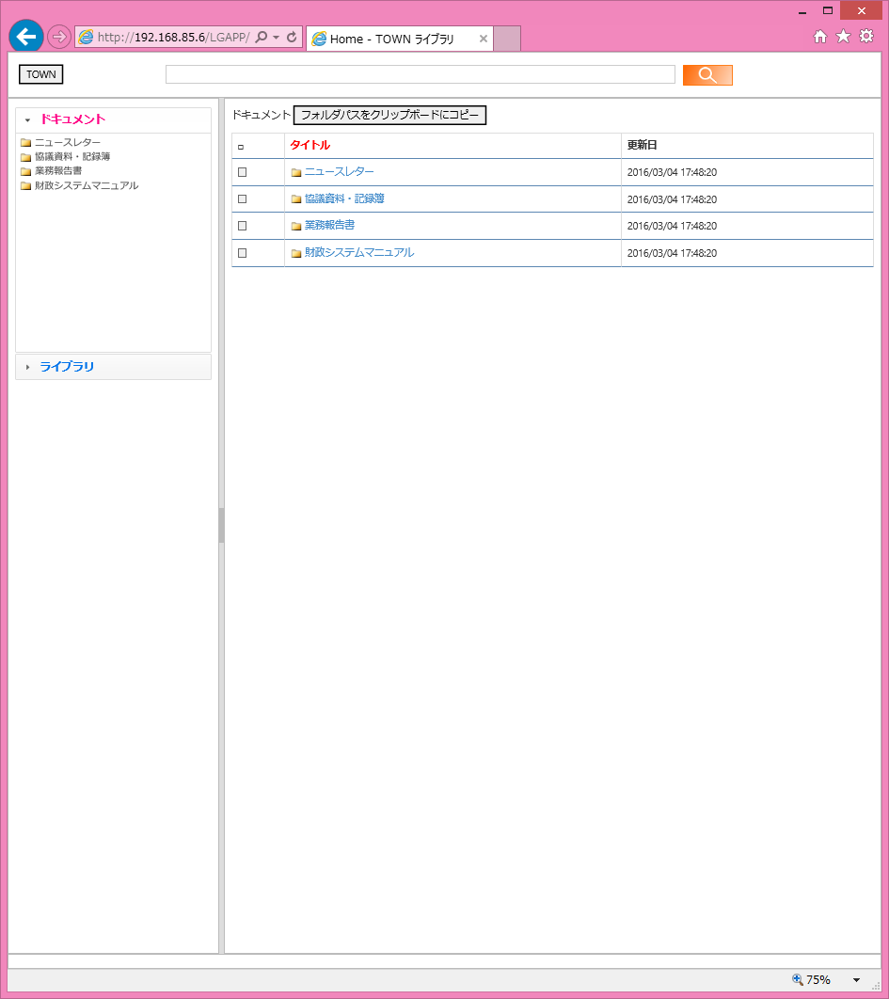 http://192.168.85.6/LGAPP/
Home - TOWN ライブラリ
TOWN
ドキュメント
ニュースレター
協議資料・記録簿
業務報告書
財政システムマニュアル
ライブラリ
ドキュメント フォルダパスをクリップボードにコピー
タイトル 更新日
ニュースレター 2016/03/04 17:48:20
協議資料・記録簿 2016/03/04 17:48:20
業務報告書 2016/03/04 17:48:20
財政システムマニュアル 2016/03/04 17:48:20
75%